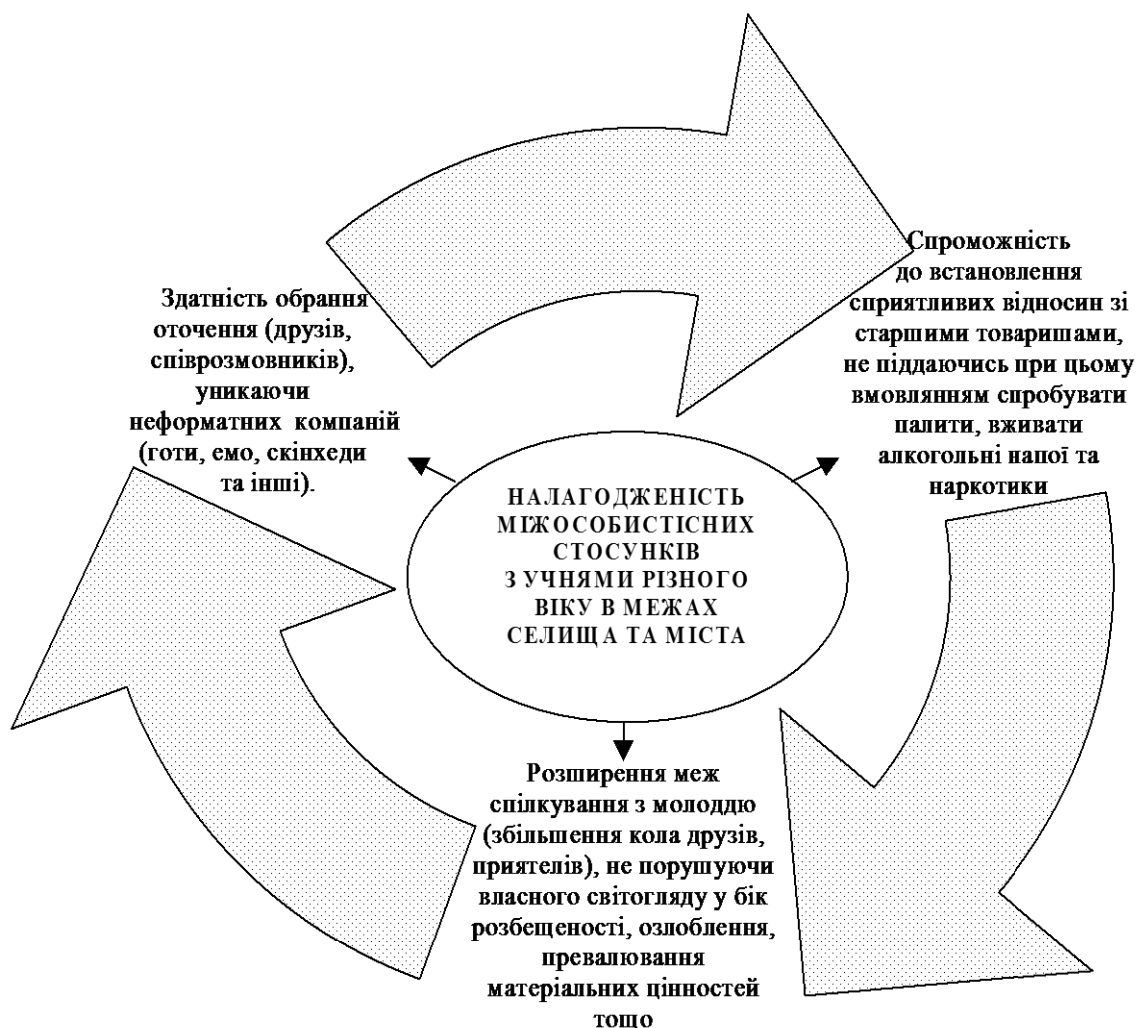 Здатність обрання
оточення (друзів,
співрозмовників),
уникаючи
неформатних компаній
(готи, емо, скінхеди
та інші).
Спроможність
до встановлення
сприятливих відносин зі
старшими товаришами,
не піддаючись при цьому
вмовлянням спробувати
палити, вживати
алкогольні напої та
наркотики
НАЛАГОДЖЕНІСТЬ
МІЖОСОБИСТІСНИХ
СТОСУНКІВ
З УЧНЯМИ РІЗНОГО
ВІКУ В МЕЖАХ
СЕЛИЩА ТА МІСТА
Розширення меж
спілкування з молоддю
(збільшення кола друзів,
приятелів), не порушуючи
власного світогляду у бік
розбещеності, озлоблення,
превалювання
матеріальних цінностей
тощо